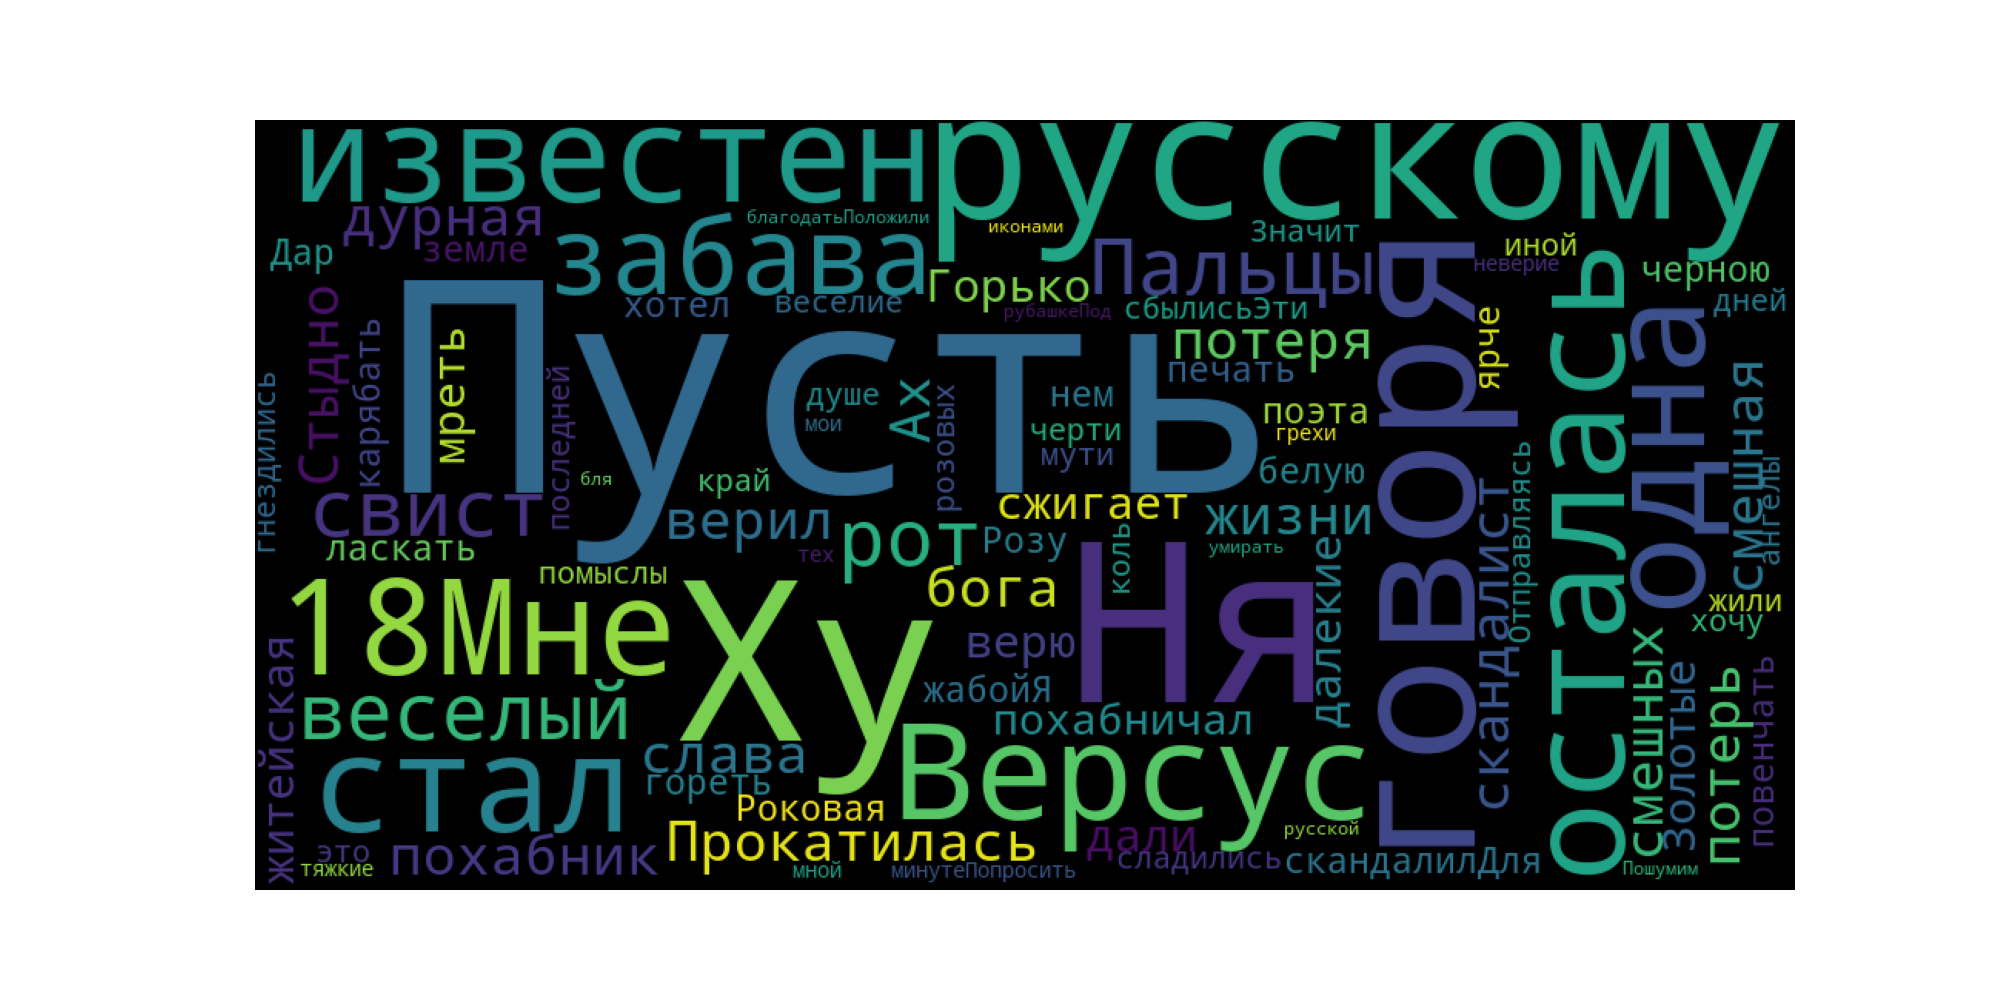 известен
русскому
дурная
благодатьПоложили
иконами
Значит
иной
Дар
земле
забава
Пальцы
неверие
черною
Горько
хотел
веселие
рубашкеПод
сбылисьЭти
дней
Стыдно
карябать
мреть
Пусть
потеря
ярче
Говоря
осталась
одна
печать
смешная
гнездились
последней
душе
мои
Ах
розовых
нем
поэта
черти
грехи
мути
бля
край
белую
ангелы
свист
сжигает
верил
рот
Розу
жизни
Отправляясь
скандалист
ласкать
тех
коль
умирать
18Мне
помыслы
Ху
бога
Ня
далекие
жили
хочу
верю
житейская
веселый
жабойЯ
похабничал
смешных
золотые
потерь
повенчать
стал
слава
гореть
Версус
Роковая
Прокатилась
дали
русской
это
похабник
сладились
скандалилДля
тяжкие
мной
минутеПопросить
Пошумим